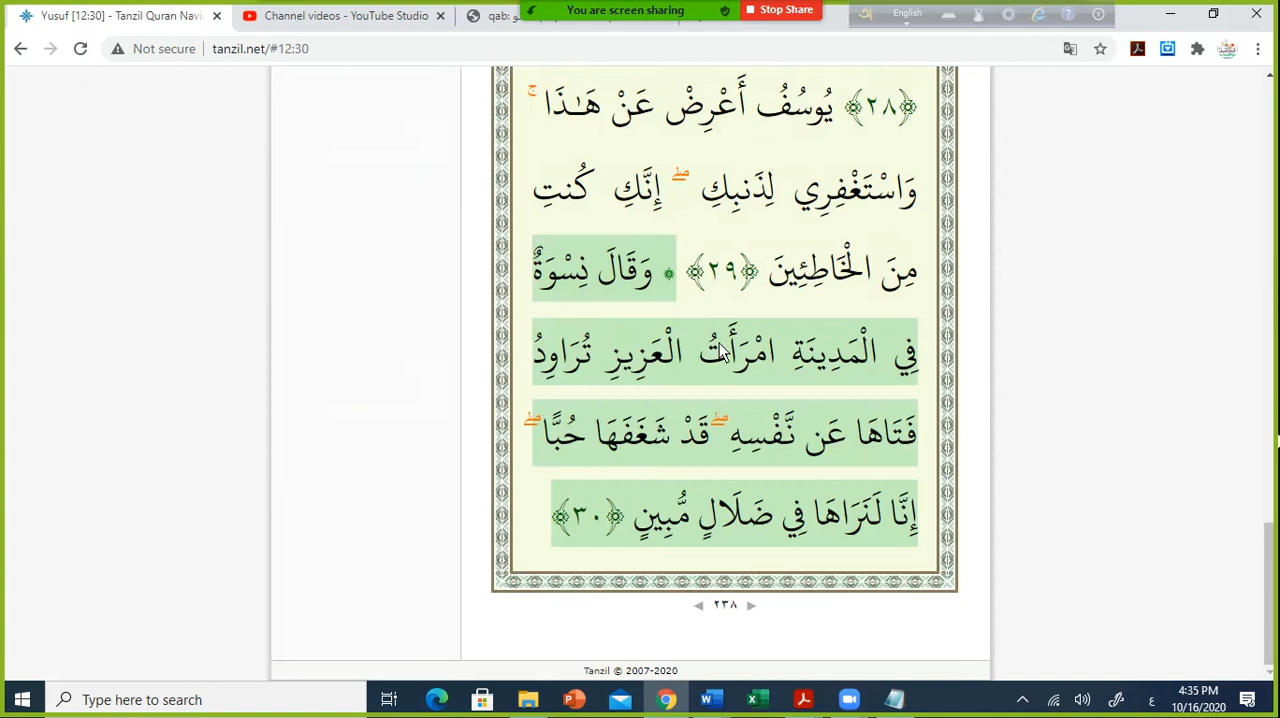 Yusuf [12:30] - Tanzil Quran Navi
Channel videos - YouTube Studio
You are screen sharing
Stop Share
English
Not secure
tanzil.net/#12:30
﴿٢٨﴾ يُوسُفُ أَعْرِضْ عَنْ هَـٰذَا ۚ
وَاسْتَغْفِرِي لِذَنبِكِ ۖ إِنَّكِ كُنتِ
مِنَ الْخَاطِئِينَ ﴿٢٩﴾ ۞ وَقَالَ نِسْوَةٌ
فِي الْمَدِينَةِ امْرَأَتُ الْعَزِيزِ تُرَاوِدُ
فَتَاهَا عَن نَّفْسِهِ ۖ قَدْ شَغَفَهَا حُبًّا ۖ
إِنَّا لَنَرَاهَا فِي ضَلَالٍ مُّبِينٍ ﴿٣٠﴾
٢٣٨
Tanzil © 2007-2020
Type here to search
ع
4:35 PM
10/16/2020